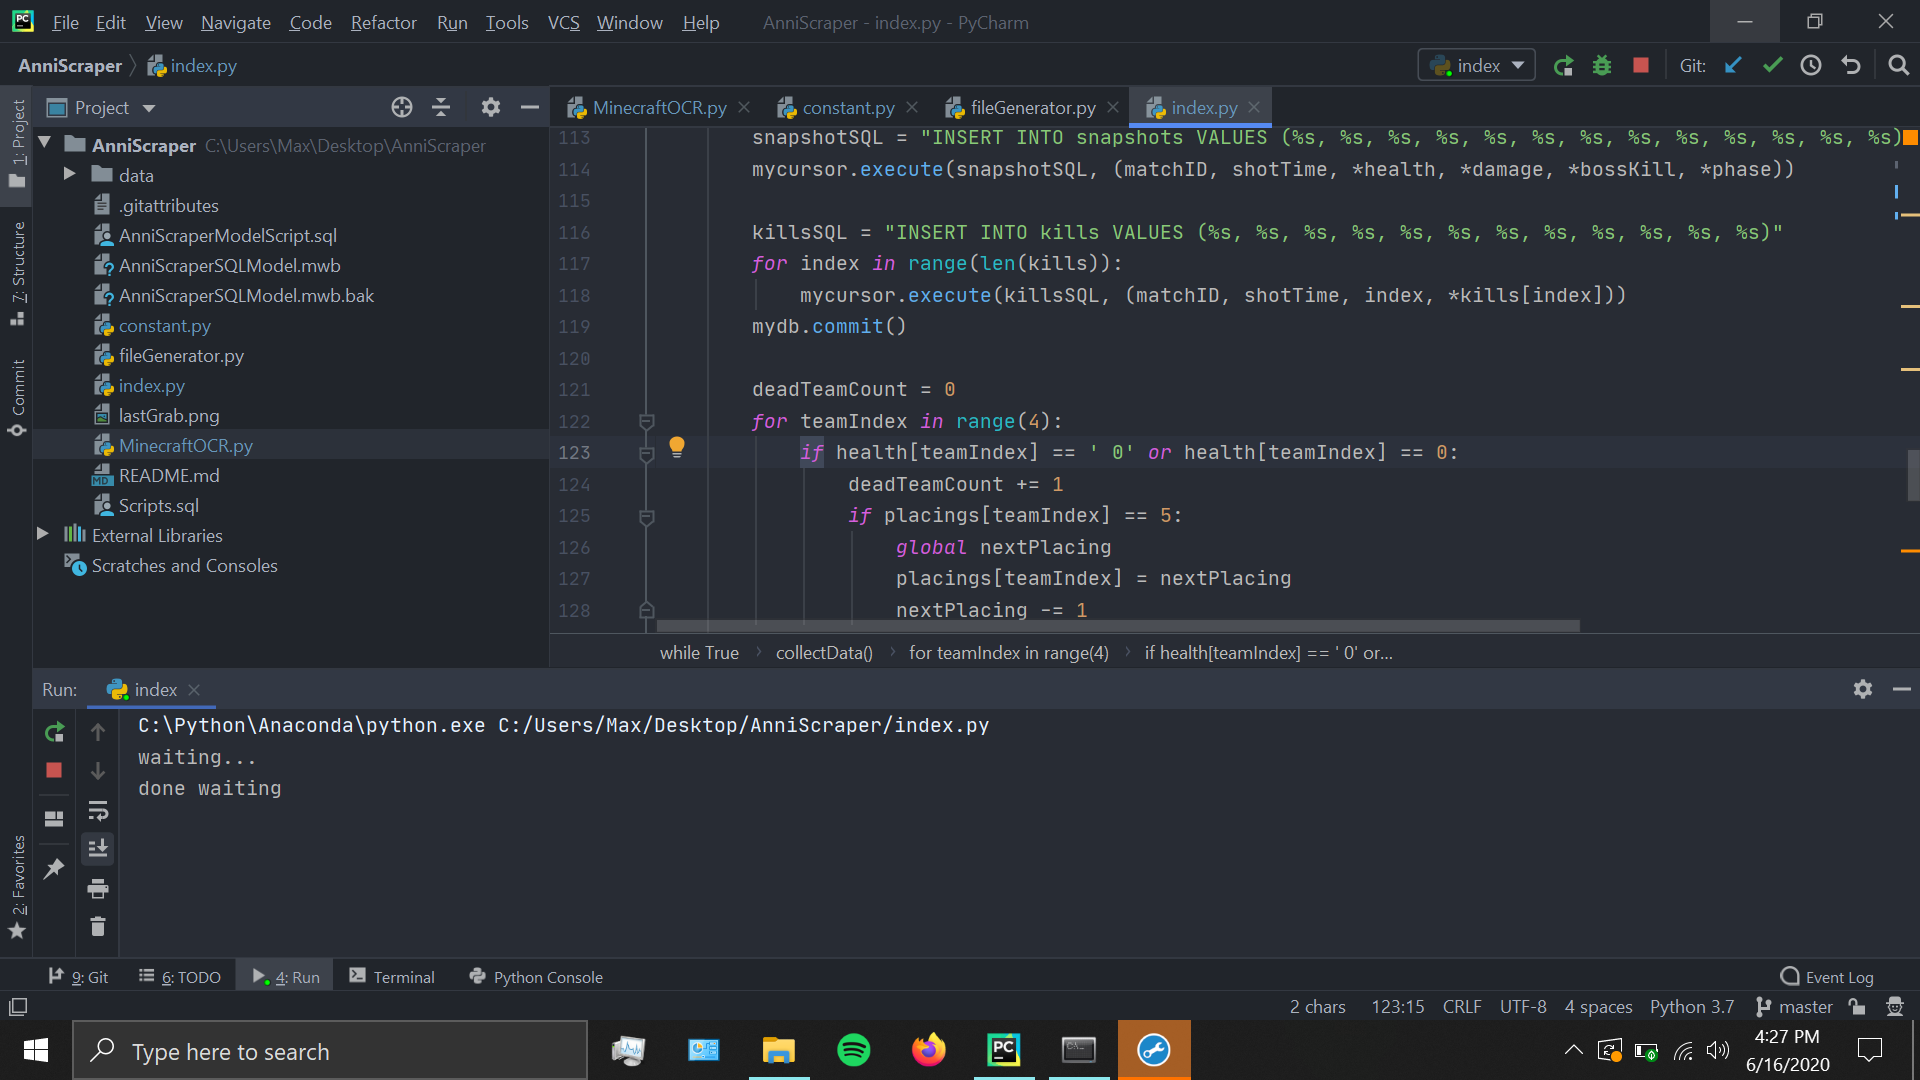 PC File Edit View Navigate Code Refactor Run Tools VCS Window Help AnniScraper - index.py - PyCharm
AnniScraper index.py index Git:
1: Project
7: Structure
Commit
2: Favorites
Project
AnniScraper C:\Users\Max\Desktop\AnniScraper
data
.gitattributes
AnniScraperModelScript.sql
AnniScraperSQLModel.mwb
AnniScraperSQLModel.mwb.bak
constant.py
fileGenerator.py
index.py
lastGrab.png
MinecraftOCR.py
MD README.md
Scripts.sql
External Libraries
Scratches and Consoles
MinecraftOCR.py constant.py fileGenerator.py index.py
113 snapshotSQL = "INSERT INTO snapshots VALUES (%s, %s, %s, %s, %s, %s, %s, %s, %s, %s, %s, %s, %s)
114 mycursor.execute(snapshotSQL, (matchID, shotTime, *health, *damage, *bossKill, *phase))
115
116 killsSQL = "INSERT INTO kills VALUES (%s, %s, %s, %s, %s, %s, %s, %s, %s, %s, %s, %s)"
117 for index in range(len(kills)):
118 mycursor.execute(killsSQL, (matchID, shotTime, index, *kills[index]))
119 mydb.commit()
120
121 deadTeamCount = 0
122 for teamIndex in range(4):
123 if health[teamIndex] == ' 0' or health[teamIndex] == 0:
124 deadTeamCount += 1
125 if placings[teamIndex] == 5:
126 global nextPlacing
127 placings[teamIndex] = nextPlacing
128 nextPlacing -= 1
while True › collectData() › for teamIndex in range(4) › if health[teamIndex] == ' 0' or...
Run: index
C:\Python\Anaconda\python.exe C:/Users/Max/Desktop/AnniScraper/index.py
waiting...
done waiting
9: Git 6: TODO 4: Run Terminal Python Console Event Log
2 chars 123:15 CRLF UTF-8 4 spaces Python 3.7 master
Type here to search PC 4:27 PM
6/16/2020